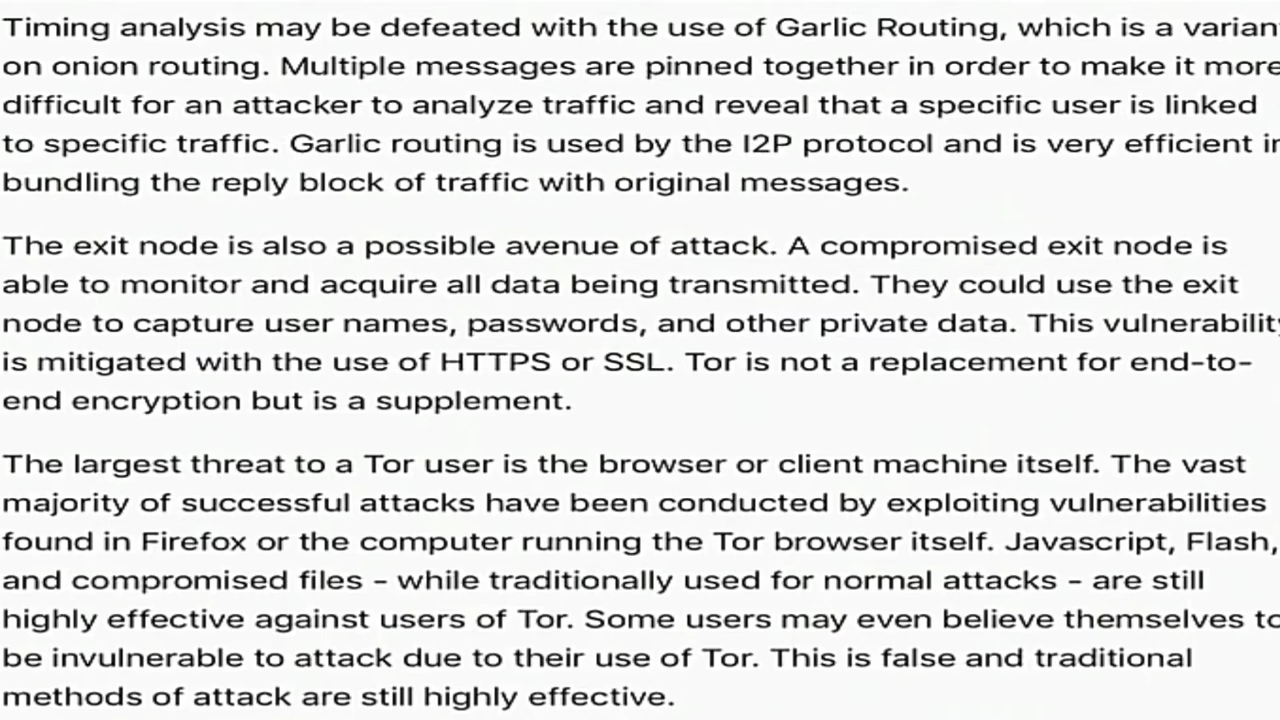 Timing analysis may be defeated with the use of Garlic Routing, which is a varian
on onion routing. Multiple messages are pinned together in order to make it more
difficult for an attacker to analyze traffic and reveal that a specific user is linked
to specific traffic. Garlic routing is used by the I2P protocol and is very efficient in
bundling the reply block of traffic with original messages.
The exit node is also a possible avenue of attack. A compromised exit node is
able to monitor and acquire all data being transmitted. They could use the exit
node to capture user names, passwords, and other private data. This vulnerability
is mitigated with the use of HTTPS or SSL. Tor is not a replacement for end-to-
end encryption but is a supplement.
The largest threat to a Tor user is the browser or client machine itself. The vast
majority of successful attacks have been conducted by exploiting vulnerabilities
found in Firefox or the computer running the Tor browser itself. Javascript, Flash,
and compromised files – while traditionally used for normal attacks – are still
highly effective against users of Tor. Some users may even believe themselves to
be invulnerable to attack due to their use of Tor. This is false and traditional
methods of attack are still highly effective.